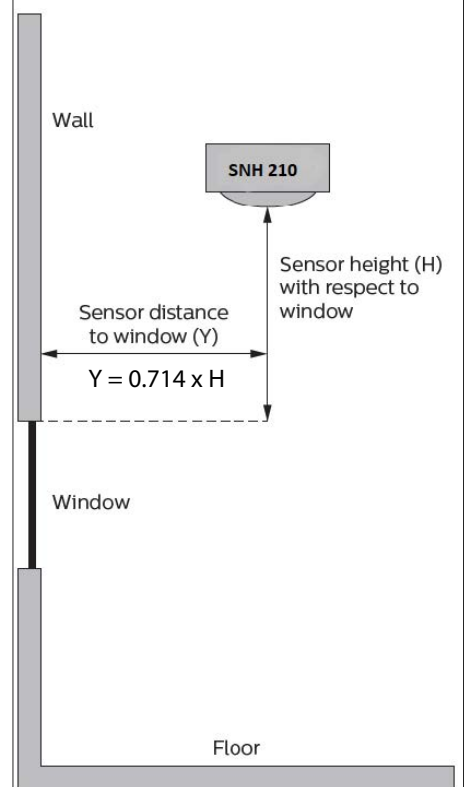 Wall
SNH 210
Sensor height (H)
with respect to
window
Sensor distance
to window (Y)
Y = 0.714 x H
Window
Floor